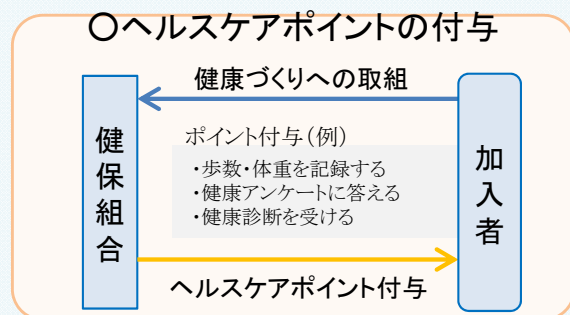 〇ヘルスケアポイントの付与
健康づくりへの取組
健保組合
ポイント付与(例)
・歩数・体重を記録する
・健康アンケートに答える
・健康診断を受ける
加入者
ヘルスケアポイント付与